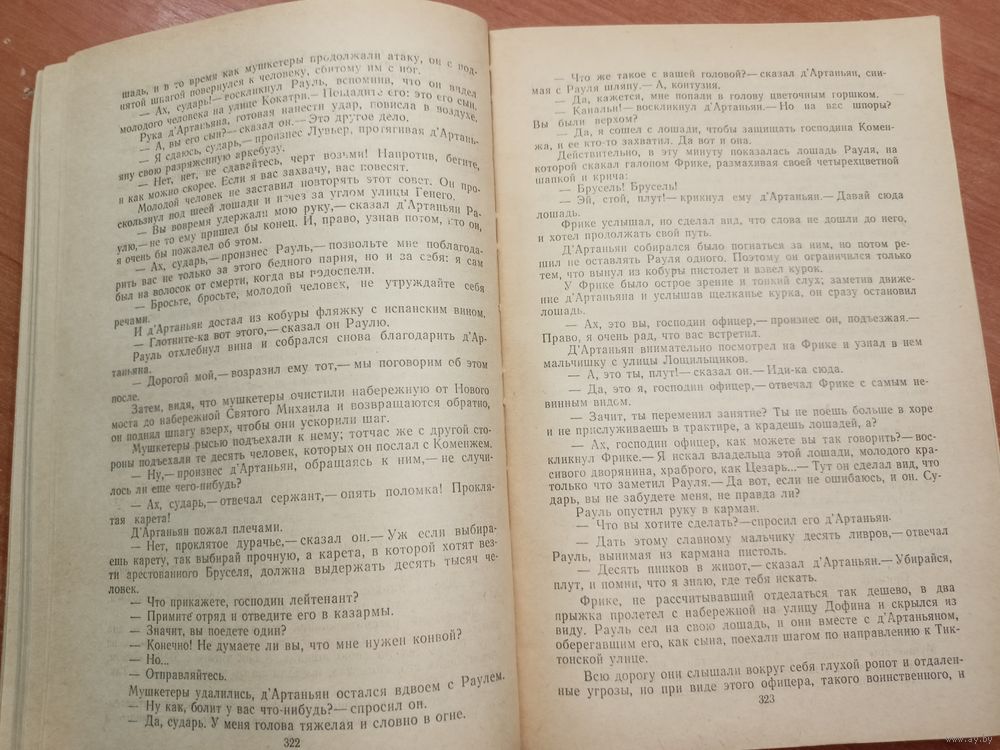 шадь, и в то время как мушкетеры продолжали атаку, он с под-
нятой шпагой повернулся к человеку, сбитому им с ног.
— Ах, сударь!— воскликнул Рауль, вспомнив, что он видел
молодого человека на улице Кокатри.— Пощадите его: это его сын.
Рука д'Артаньяна, готовая нанести удар, повисла в воздухе.
— А, вы его сын?— сказал он.— Это другое дело.
— Я сдаюсь, сударь,— произнес Лувьер, протягивая д'Артань-
яну свою разряженную аркебузу.
— Нет, нет, не сдавайтесь, черт возьми! Напротив, бегите,
и как можно скорее. Если я вас захвачу, вас повесят.
Молодой человек не заставил повторять этот совет. Он про-
скользнул под шеей лошади и исчез за углом улицы Генего.
— Вы вовремя удержали мою руку,— сказал д'Артаньян Ра-
улю,— не то ему пришел бы конец. И, право, узнав потом, кто он,
я очень бы пожалел об этом.
— Ах, сударь,— произнес Рауль,— позвольте мне поблагода-
рить вас не только за этого бедного парня, но и за себя: я сам
был на волосок от смерти, когда вы подоспели.
— Бросьте, бросьте, молодой человек, не утруждайте себя
речами.
И д'Артаньян достал из кобуры фляжку с испанским вином.
— Глотните-ка вот этого,— сказал он Раулю.
Рауль отхлебнул вина и собрался снова благодарить д'Ар-
таньяна.
— Дорогой мой,— возразил ему тот,— мы поговорим об этом
после.
Затем, видя, что мушкетеры очистили набережную от Нового
моста до набережной Святого Михаила и возвращаются обратно,
он поднял шпагу вверх, чтобы они ускорили шаг.
Мушкетеры рысью подъехали к нему; тотчас же с другой сто-
роны подъехали те десять человек, которых он послал с Коменжем.
— Ну,— произнес д'Артаньян, обращаясь к ним,— не случи-
лось ли еще чего-нибудь?
— Ах, сударь,— отвечал сержант,— опять поломка! Прокля-
тая карета!
Д'Артаньян пожал плечами.
— Нет, проклятое дурачье,— сказал он.— Уж если выбира-
ешь карету, так выбирай прочную, а карета, в которой хотят вез-
ти арестованного Бруселя, должна выдержать десять тысяч че-
ловек.
— Что прикажете, господин лейтенант?
— Примите отряд и отведите его в казармы.
— Значит, вы поедете один?
— Конечно! Не думаете ли вы, что мне нужен конвой?
— Но...
— Отправляйтесь.
Мушкетеры удалились, д'Артаньян остался вдвоем с Раулем.
— Ну как, болит у вас что-нибудь?— спросил он.
— Да, сударь. У меня голова тяжелая и словно в огне.
322
— Что же такое с вашей головой?— сказал д'Артаньян, сни-
мая с Рауля шляпу.— А, контузия.
— Да, кажется, мне попали в голову цветочным горшком.
— Канальи!— воскликнул д'Артаньян.— Но на вас шпоры?
Вы были верхом?
— Да, я сошел с лошади, чтобы защищать господина Комен-
жа, и ее кто-то захватил. Да вот и она.
Действительно, в эту минуту показалась лошадь Рауля, на
которой скакал галопом Фрике, размахивая своей четырехцветной
шапкой и крича:
— Брусель! Брусель!
— Эй, стой, плут!— крикнул ему д'Артаньян.— Давай сюда
лошадь.
Фрике услышал, но сделал вид, что слова не дошли до него,
и хотел продолжать свой путь.
Д'Артаньян собирался было погнаться за ним, но потом ре-
шил не оставлять Рауля одного. Поэтому он ограничился только
тем, что вынул из кобуры пистолет и взвел курок.
У Фрике было острое зрение и тонкий слух; заметив движе-
ние д'Артаньяна и услышав щелканье курка, он сразу остановил
лошадь.
— Ах, это вы, господин офицер,— произнес он, подъезжая.—
Право, я очень рад, что вас встретил.
Д'Артаньян внимательно посмотрел на Фрике и узнал в нем
мальчишку с улицы Лощильщиков.
— А, это ты, плут!— сказал он.— Иди-ка сюда.
— Да, это я, господин офицер,— отвечал Фрике с самым не-
винным видом.
— Зачит, ты переменил занятие? Ты не поёшь больше в хоре
и не прислуживаешь в трактире, а крадешь лошадей, а?
— Ах, господин офицер, как можете вы так говорить?— вос-
кликнул Фрике.— Я искал владельца этой лошади, молодого кра-
сивого дворянина, храброго, как Цезарь...— Тут он сделал вид, что
только что заметил Рауля.— Да вот, если не ошибаюсь, и он. Су-
дарь, вы не забудете меня, не правда ли?
Рауль опустил руку в карман.
— Что вы хотите сделать?— спросил его д'Артаньян.
— Дать этому славному мальчику десять ливров,— отвечал
Рауль, вынимая из кармана пистоль.
— Десять пинков в живот,— сказал д'Артаньян.— Убирайся,
плут, и помни, что я знаю, где тебя искать.
Фрике, не рассчитывавший отделаться так дешево, в два
прыжка пролетел с набережной на улицу Дофина и скрылся из
виду. Рауль сел на свою лошадь, и они вместе с д'Артаньяном,
оберегавшим его, как сына, поехали шагом по направлению к Тик-
тонской улице.
Всю дорогу они слышали вокруг себя глухой ропот и отдален-
ные угрозы, но при виде этого офицера, такого воинственного, и
323
www.ay.by